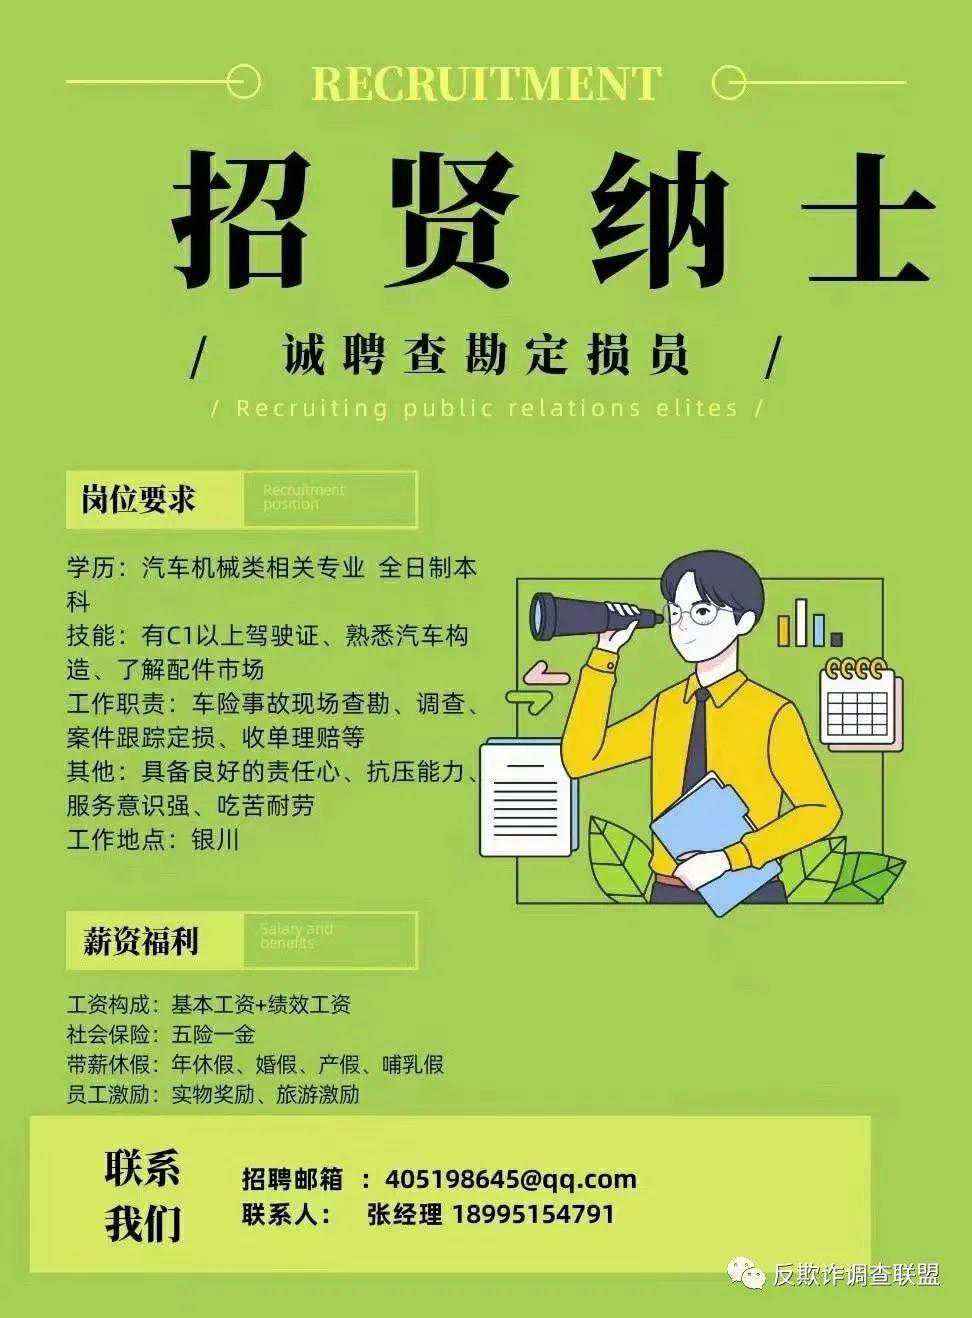 RECRUITMENT
招贤纳士
/ 诚聘查勘定损员 /
/ Recruiting public relations elites /
岗位要求
Recruitment
position
学历：汽车机械类相关专业 全日制本
科
技能：有C1以上驾驶证、熟悉汽车构
造、了解配件市场
工作职责：车险事故现场查勘、调查、
案件跟踪定损、收单理赔等
其他：具备良好的责任心、抗压能力、
服务意识强、吃苦耐劳
工作地点：银川
薪资福利
Salary and
benefits
工资构成：基本工资+绩效工资
社会保险：五险一金
带薪休假：年休假、婚假、产假、哺乳假
员工激励：实物奖励、旅游激励
联系
我们
招聘邮箱 ：405198645@qq.com
联系人： 张经理 18995154791
反欺诈调查联盟